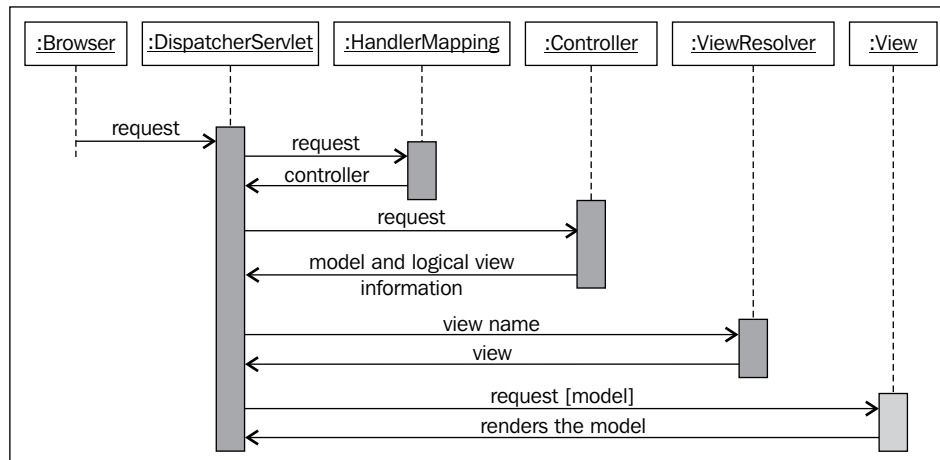 :Browser
:DispatcherServlet
:HandlerMapping
:Controller
:ViewResolver
:View
request
request
controller
request
model and logical view
information
view name
view
request [model]
renders the model